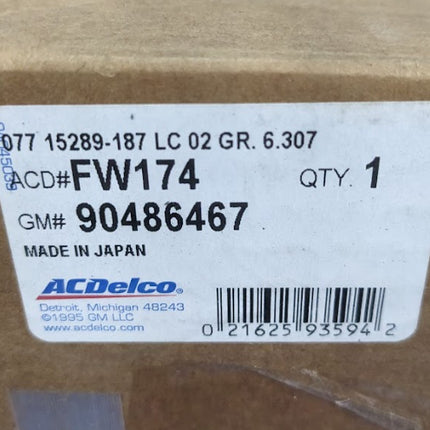 077 15289-187 LC 02 GR. 6.307
ACD# FW174 QTY. 1
GM# 90486467
MADE IN JAPAN
ACDelco
Detroit, Michigan 48243
©1995 GM LLC
www.acdelco.com
0 21625 93594 2